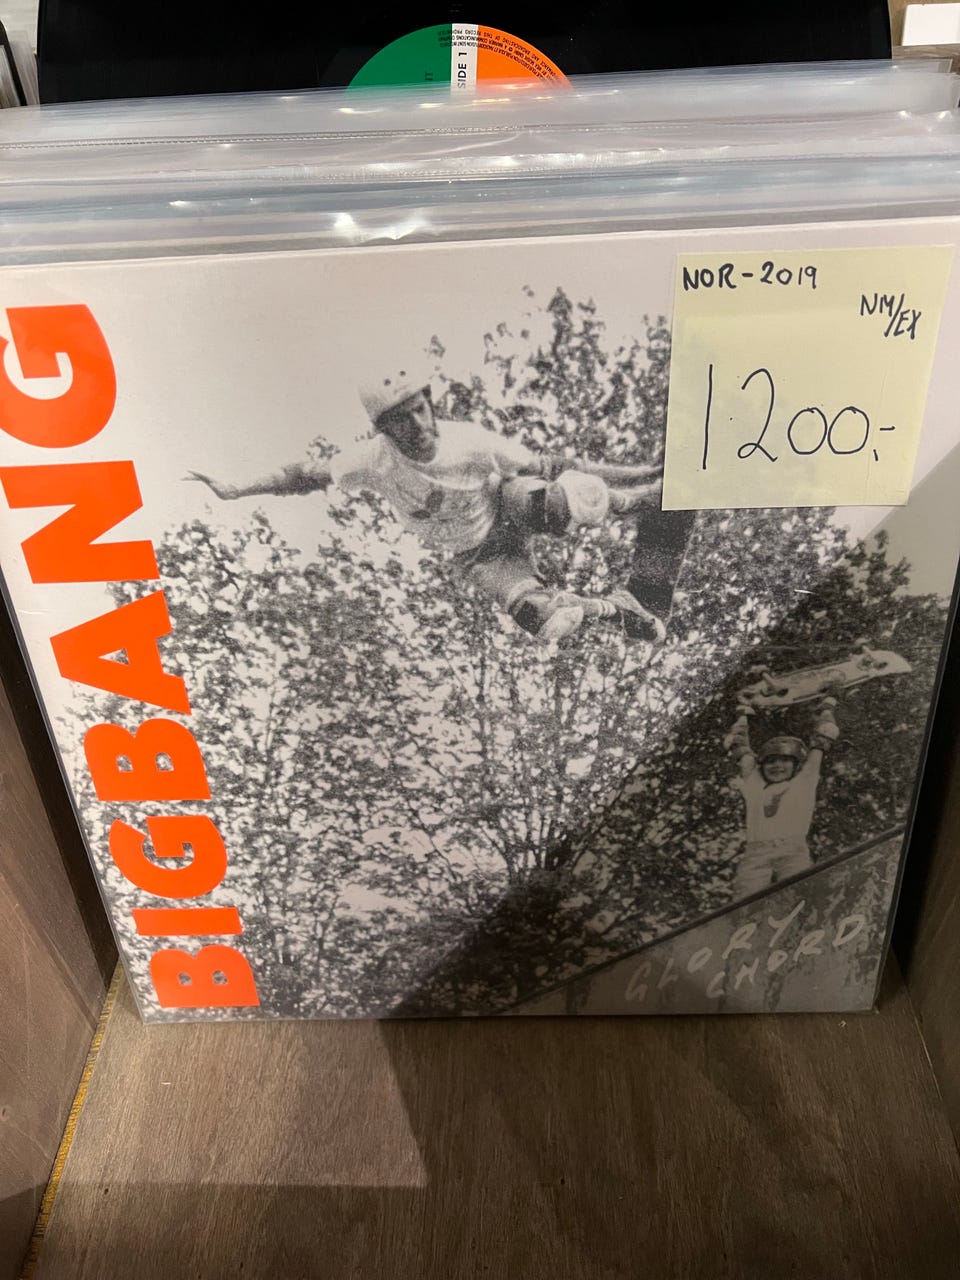 SIDE 1
NOR-2019
NM/EX
1200,-
BIGBANG
GLORY
CHORD